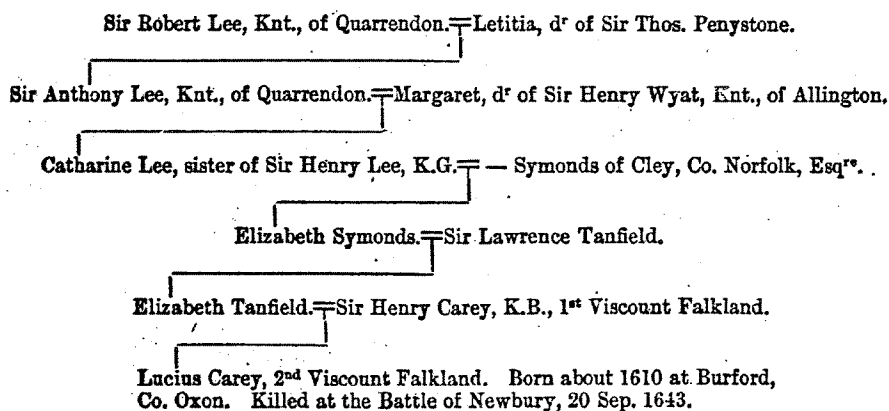 Sir Robert Lee, Knt., of Quarrendon.=Letitia, dʳ of Sir Thos. Penystone.
Sir Anthony Lee, Knt., of Quarrendon.=Margaret, dʳ of Sir Henry Wyat, Knt., of Allington.
Catharine Lee, sister of Sir Henry Lee, K.G.=— Symonds of Cley, Co. Norfolk, Esqʳᵉ.
Elizabeth Symonds.=Sir Lawrence Tanfield.
Elizabeth Tanfield.=Sir Henry Carey, K.B., 1ˢᵗ Viscount Falkland.
Lucius Carey, 2ⁿᵈ Viscount Falkland. Born about 1610 at Burford,
Co. Oxon. Killed at the Battle of Newbury, 20 Sep. 1643.